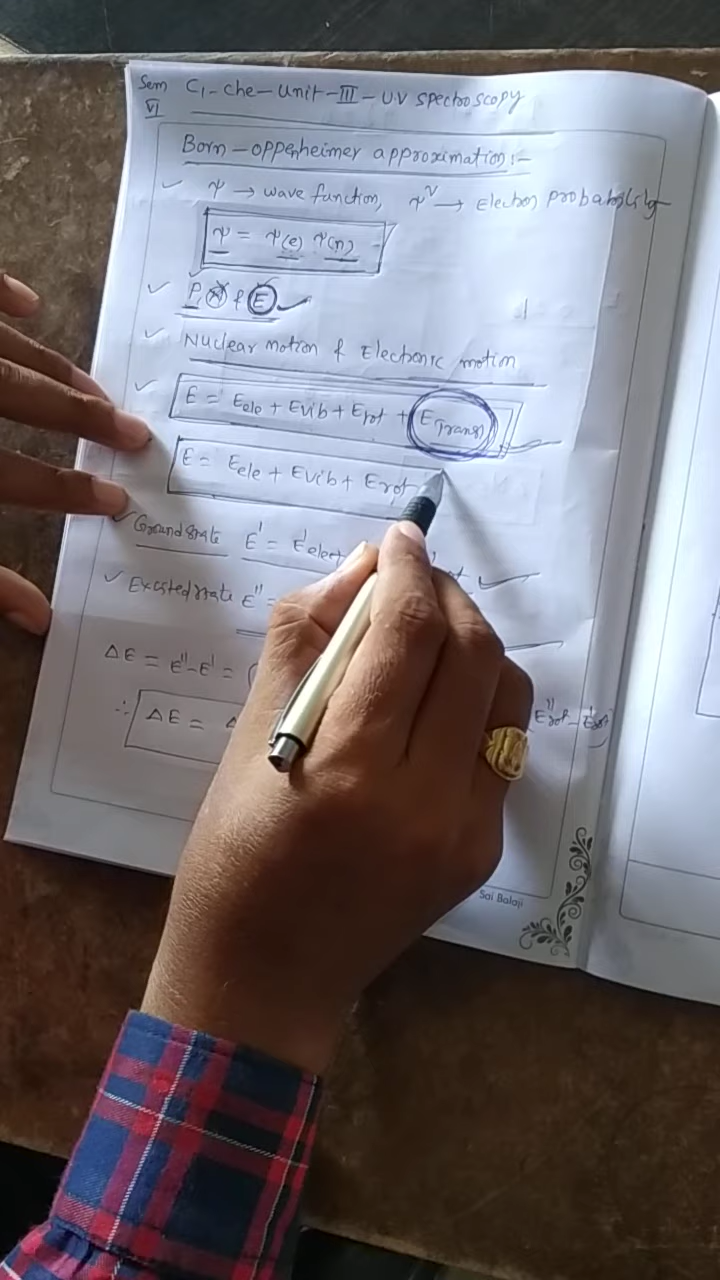 Sem VI C1-che-Unit-III-U.V spectroscopy
Born-oppenheimer approximation:-
✓ ψ → wave function, ψ² → Electron probability
ψ = ψ(e) ψ(n)
✓ P N & E ✓
✓ Nuclear motion & Electronic motion
✓ E = Eele + Evib + Erot + ETrans
E = Eele + Evib + Erot
✓ Ground state E' = E'elect
✓ Excited state E" =
ΔE = E"-E' = (
∴ ΔE = E"rot - E'rot)
Sai Balaji